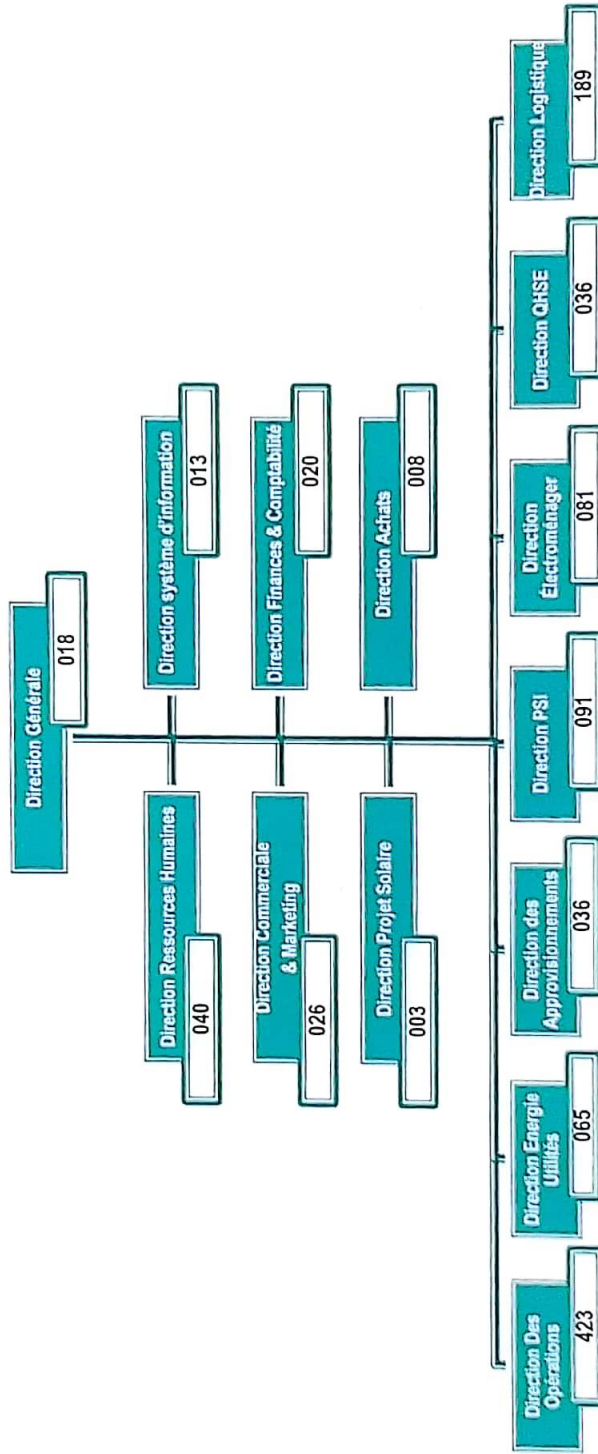 Direction Générale
018
Direction Ressources Humaines
040
Direction système d'information
013
Direction Commerciale
& Marketing
026
Direction Finances & Comptabilité
020
Direction Projet Solaire
003
Direction Achats
008
Direction Des
Opérations
423
Direction Energie
Utilités
065
Direction des
Approvisionnements
036
Direction PSI
091
Direction
Électroménager
081
Direction QHSE
036
Direction Logistique
189